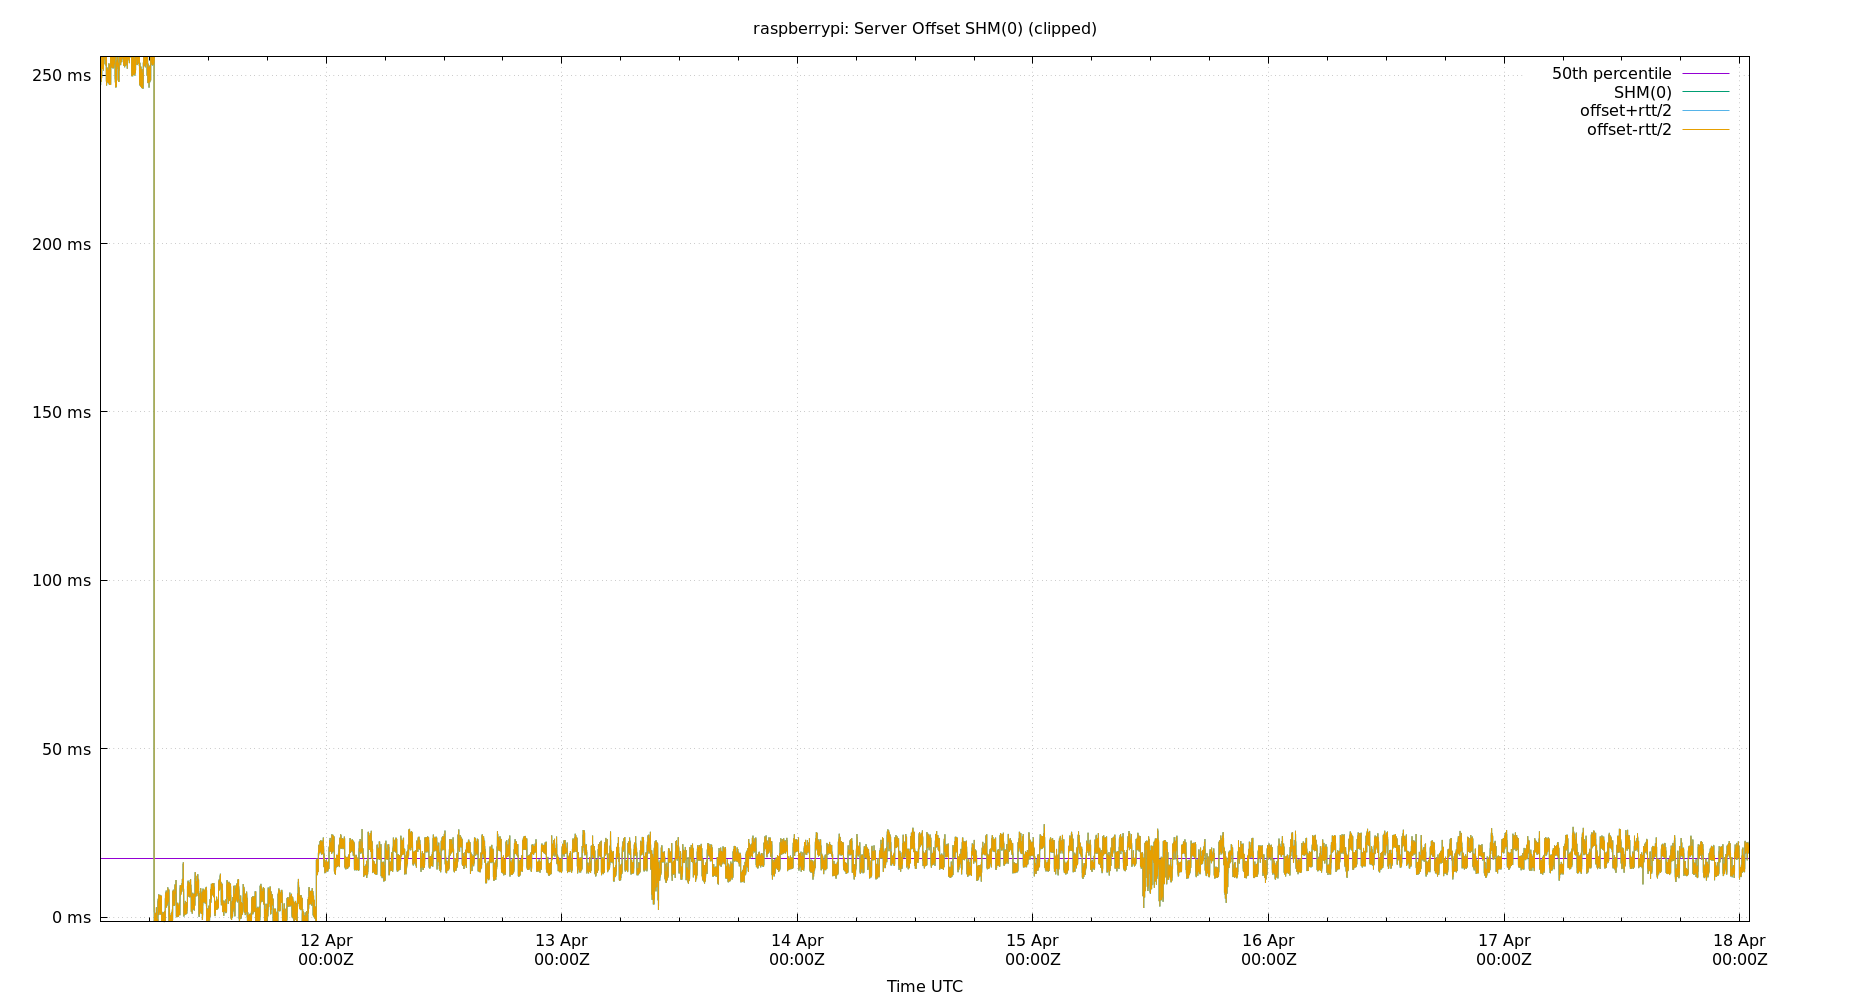 raspberrypi: Server Offset SHM(0) (clipped)
50th percentile
SHM(0)
offset+rtt/2
offset-rtt/2
250 ms
200 ms
150 ms
100 ms
50 ms
0 ms
12 Apr 13 Apr 14 Apr 15 Apr 16 Apr 17 Apr 18 Apr
00:00Z 00:00Z 00:00Z 00:00Z 00:00Z 00:00Z 00:00Z
Time UTC